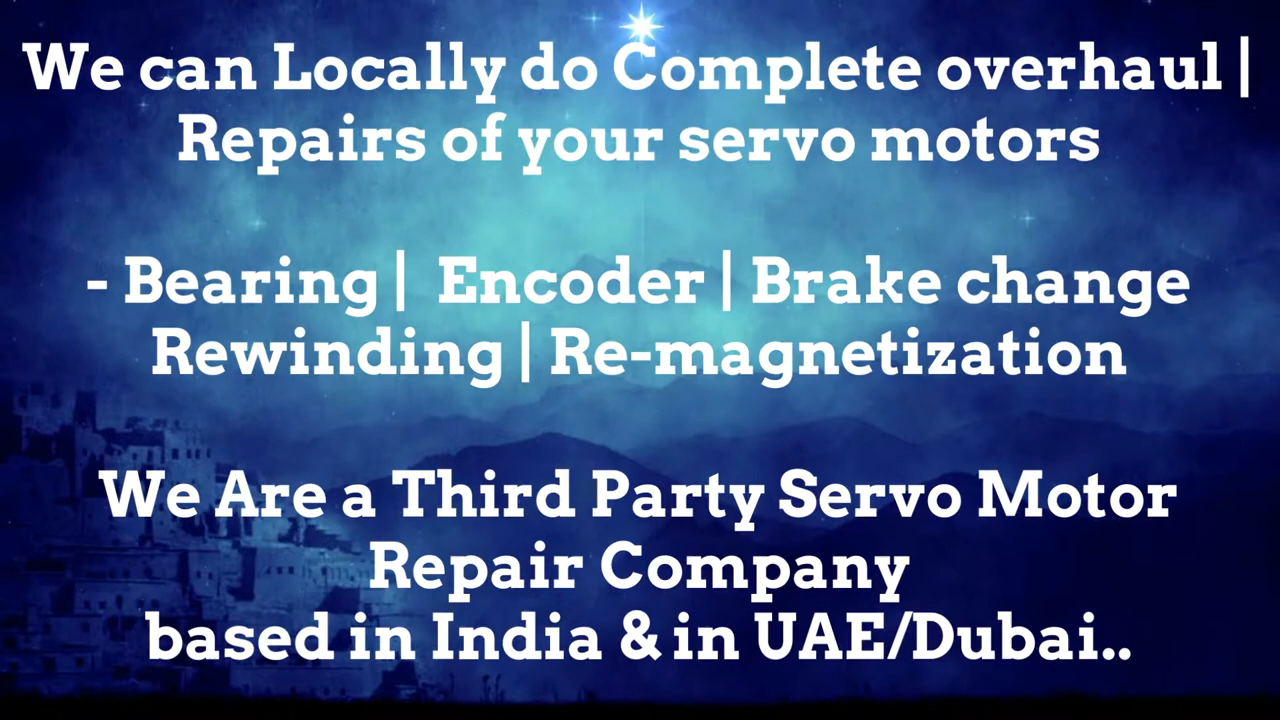 We can Locally do Complete overhaul |
Repairs of your servo motors
- Bearing | Encoder | Brake change
Rewinding | Re-magnetization
We Are a Third Party Servo Motor
Repair Company
based in India & in UAE/Dubai..